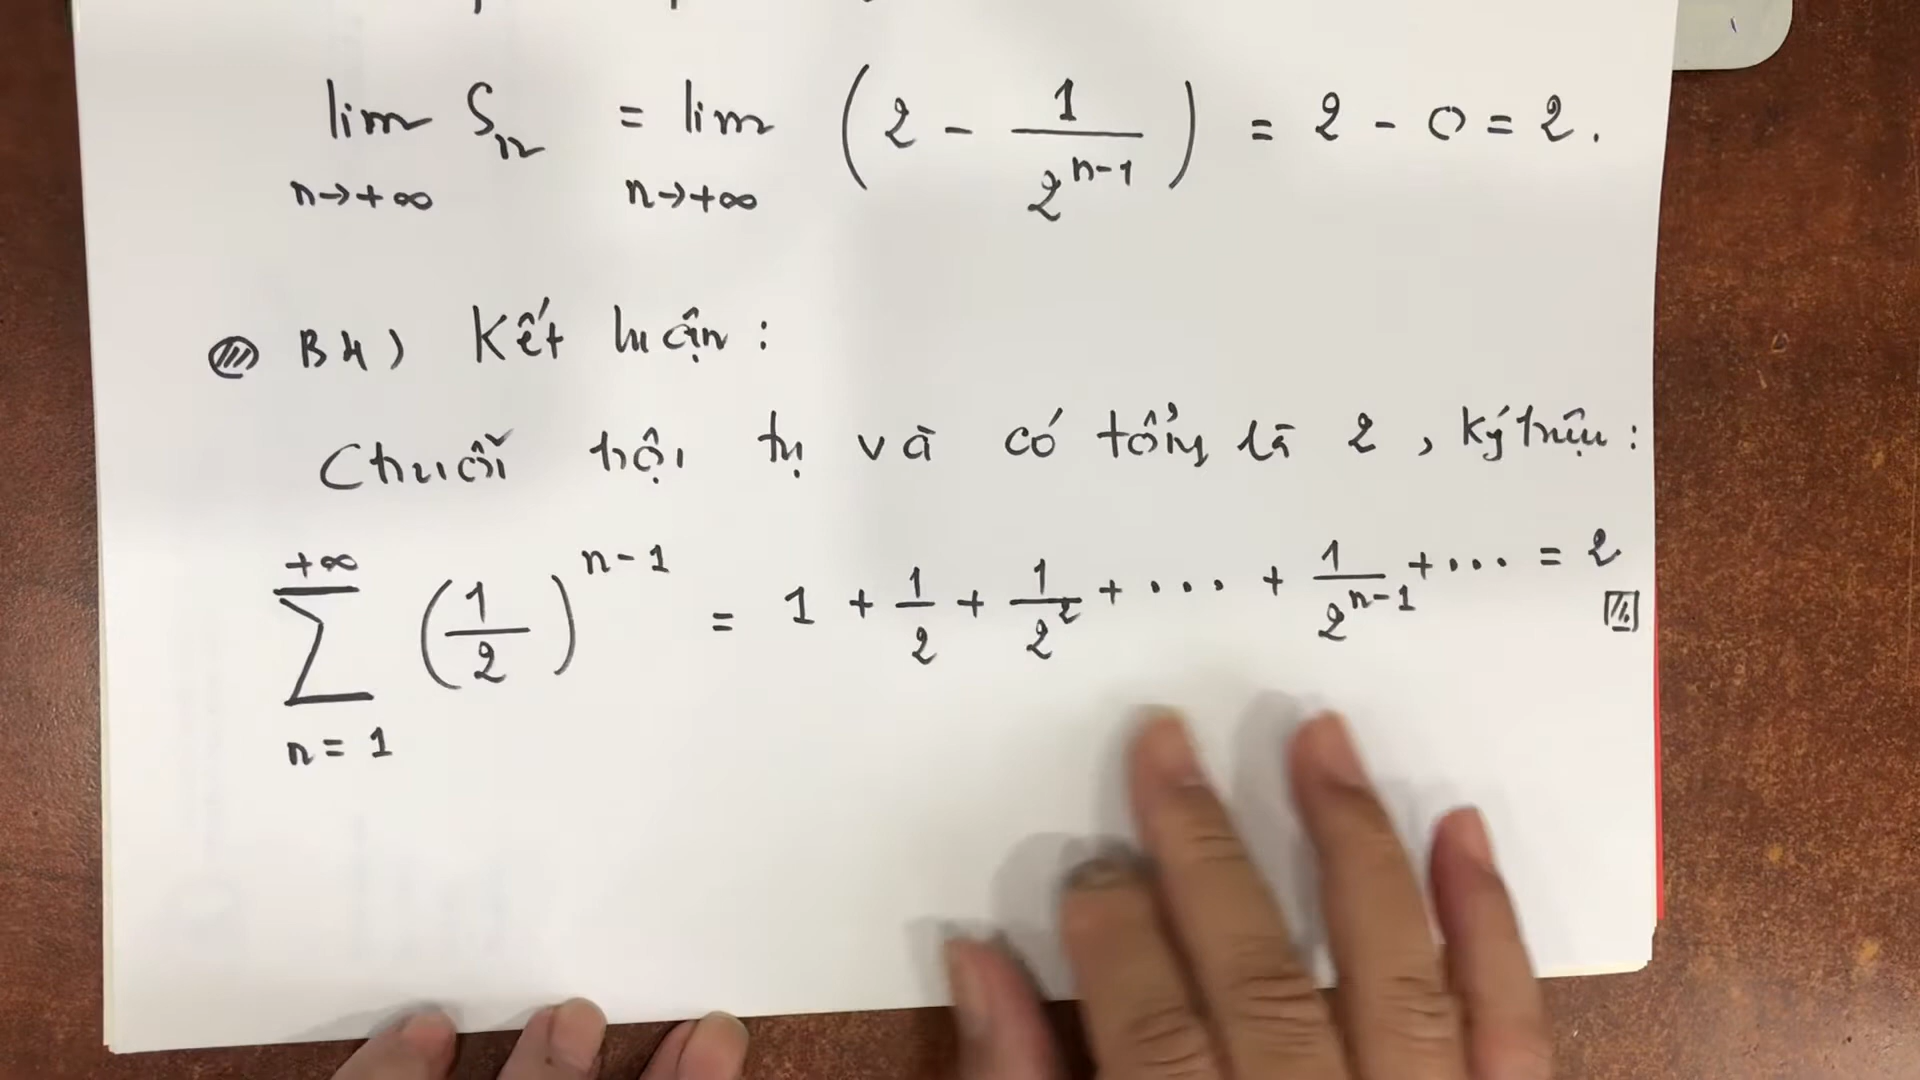 lim S_n = lim ( 2 - 1/2^(n-1) ) = 2 - 0 = 2.
n→+∞ n→+∞
B4) Kết luận:
Chuỗi hội tụ và có tổng là 2, ký hiệu:
∑_{n=1}^{+∞} (1/2)^(n-1) = 1 + 1/2 + 1/2^2 + ... + 1/2^(n-1) + ... = 2